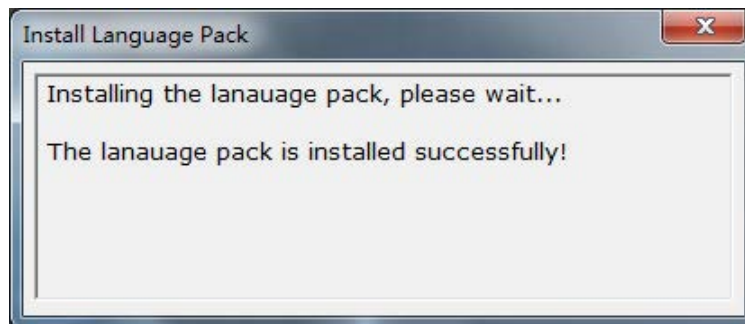 Install Language Pack
Installing the lanauage pack, please wait...
The lanauage pack is installed successfully!